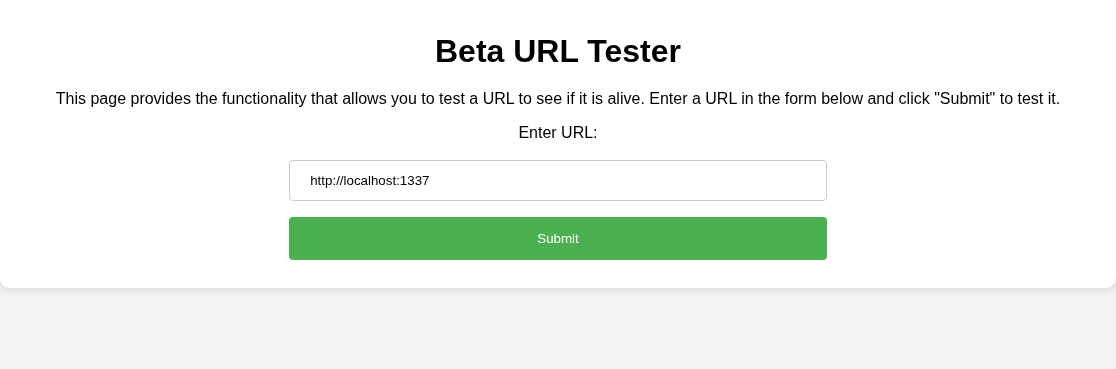 Beta URL Tester
This page provides the functionality that allows you to test a URL to see if it is alive. Enter a URL in the form below and click "Submit" to test it.
Enter URL:
http://localhost:1337
Submit